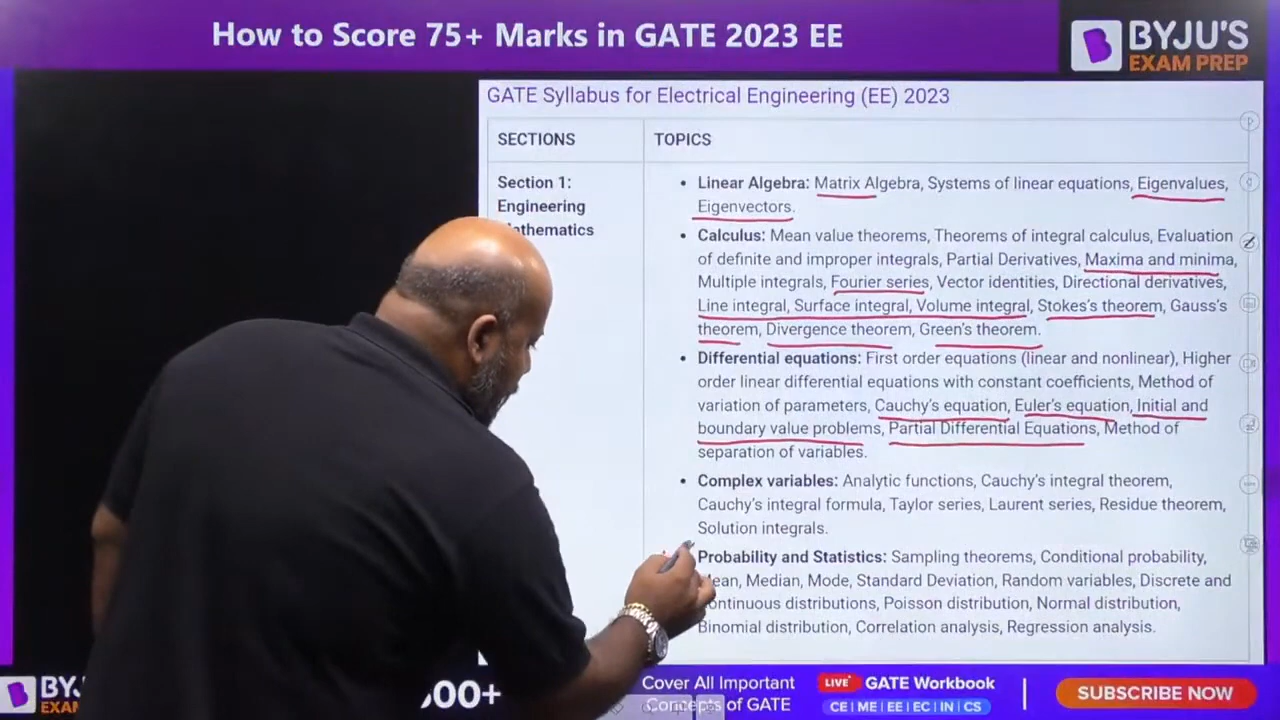 How to Score 75+ Marks in GATE 2023 EE
BYJU'S
EXAM PREP
GATE Syllabus for Electrical Engineering (EE) 2023
SECTIONS
TOPICS
Section 1:
Engineering
Linear Algebra: Matrix Algebra, Systems of linear equations, Eigenvalues,
Eigenvectors.
Calculus: Mean value theorems, Theorems of integral calculus, Evaluation
of definite and improper integrals, Partial Derivatives, Maxima and minima,
Multiple integrals, Fourier series, Vector identities, Directional derivatives,
Line integral, Surface integral, Volume integral, Stokes's theorem, Gauss's
theorem, Divergence theorem, Green's theorem.
Differential equations: First order equations (linear and nonlinear), Higher
order linear differential equations with constant coefficients, Method of
variation of parameters, Cauchy's equation, Euler's equation, Initial and
boundary value problems, Partial Differential Equations, Method of
separation of variables.
Complex variables: Analytic functions, Cauchy's integral theorem,
Cauchy's integral formula, Taylor series, Laurent series, Residue theorem,
Solution integrals.
Probability and Statistics: Sampling theorems, Conditional probability,
Median, Mode, Standard Deviation, Random variables, Discrete and
distributions, Poisson distribution, Normal distribution,
Binomial distribution, Correlation analysis, Regression analysis.
Cover All Important
Concepts of GATE
LIVE GATE Workbook
CE | ME | EE | EC | IN | CS
SUBSCRIBE NOW